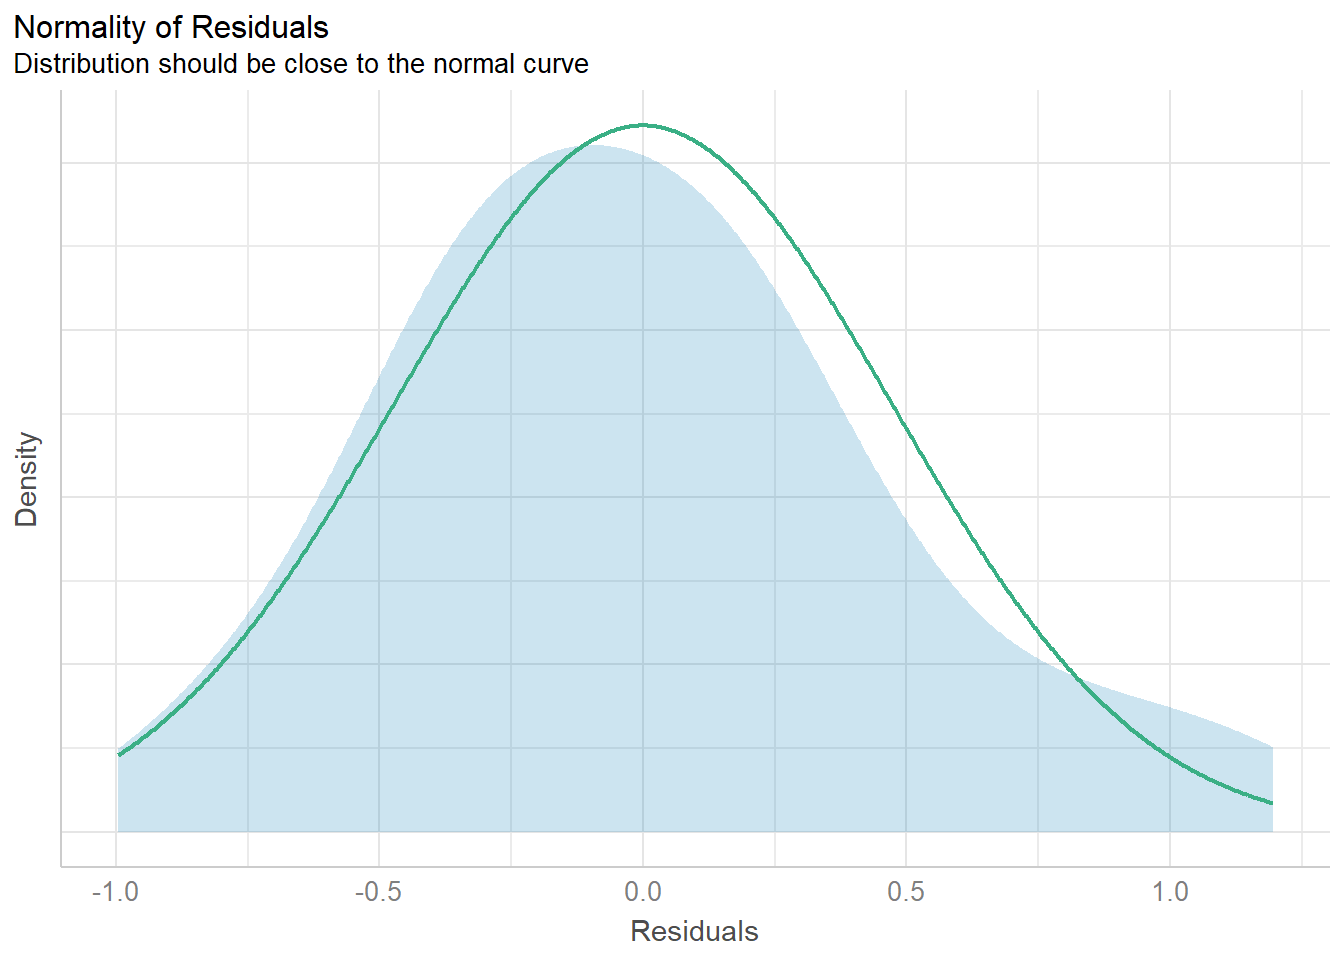 Normality of Residuals
Distribution should be close to the normal curve
Density
-1.0
-0.5
0.0
0.5
1.0
Residuals